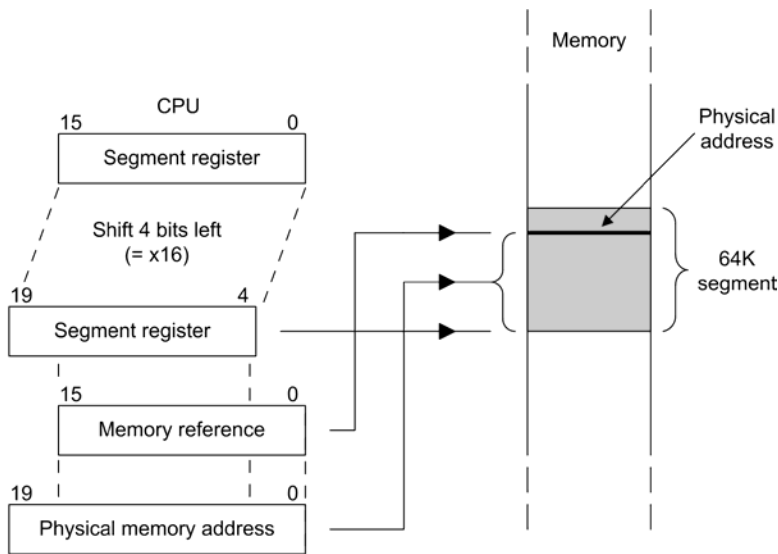 Memory
CPU
15 0
Segment register
Physical
address
Shift 4 bits left
(= x16)
64K
segment
19 4
Segment register
15 0
Memory reference
19 0
Physical memory address